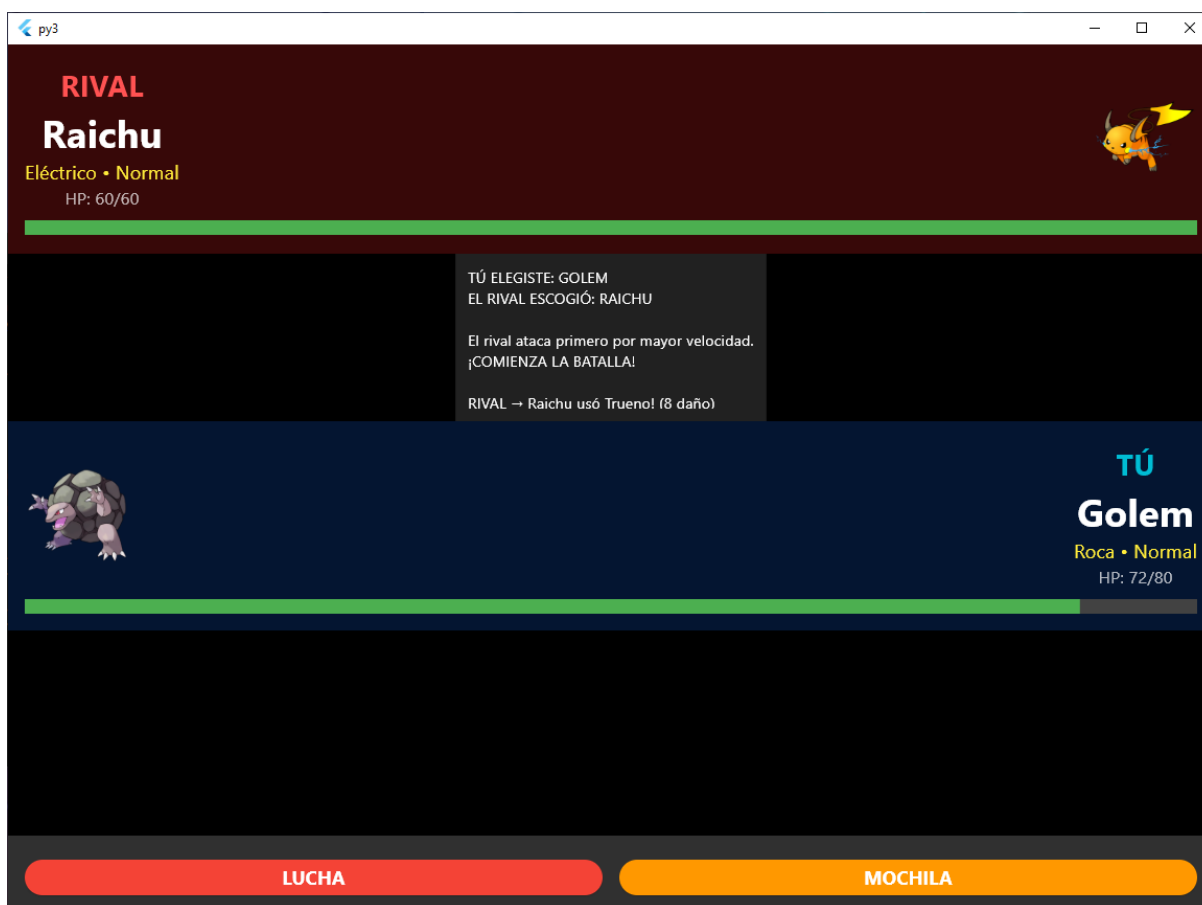 py3
RIVAL
Raichu
Eléctrico • Normal
HP: 60/60
TÚ ELEGISTE: GOLEM
EL RIVAL ESCOGIÓ: RAICHU
El rival ataca primero por mayor velocidad.
¡COMIENZA LA BATALLA!
RIVAL → Raichu usó Trueno! (8 daño)
TÚ
Golem
Roca • Normal
HP: 72/80
LUCHA
MOCHILA